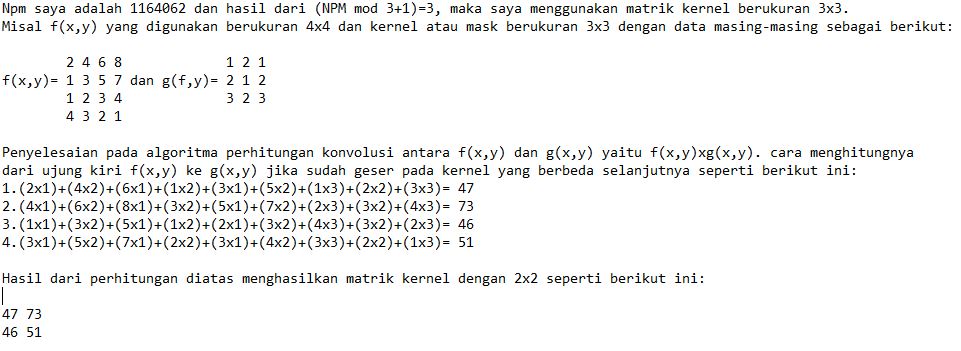 Npm saya adalah 1164062 dan hasil dari (NPM mod 3+1)=3, maka saya menggunakan matrik kernel berukuran 3x3.
Misal f(x,y) yang digunakan berukuran 4x4 dan kernel atau mask berukuran 3x3 dengan data masing-masing sebagai berikut:
2 4 6 8 1 2 1
f(x,y)= 1 3 5 7 dan g(f,y)= 2 1 2
1 2 3 4 3 2 3
4 3 2 1
Penyelesaian pada algoritma perhitungan konvolusi antara f(x,y) dan g(x,y) yaitu f(x,y)xg(x,y). cara menghitungnya
dari ujung kiri f(x,y) ke g(x,y) jika sudah geser pada kernel yang berbeda selanjutnya seperti berikut ini:
1.(2x1)+(4x2)+(6x1)+(1x2)+(3x1)+(5x2)+(1x3)+(2x2)+(3x3)= 47
2.(4x1)+(6x2)+(8x1)+(3x2)+(5x1)+(7x2)+(2x3)+(3x2)+(4x3)= 73
3.(1x1)+(3x2)+(5x1)+(1x2)+(2x1)+(3x2)+(4x3)+(3x2)+(2x3)= 46
4.(3x1)+(5x2)+(7x1)+(2x2)+(3x1)+(4x2)+(3x3)+(2x2)+(1x3)= 51
Hasil dari perhitungan diatas menghasilkan matrik kernel dengan 2x2 seperti berikut ini:
47 73
46 51